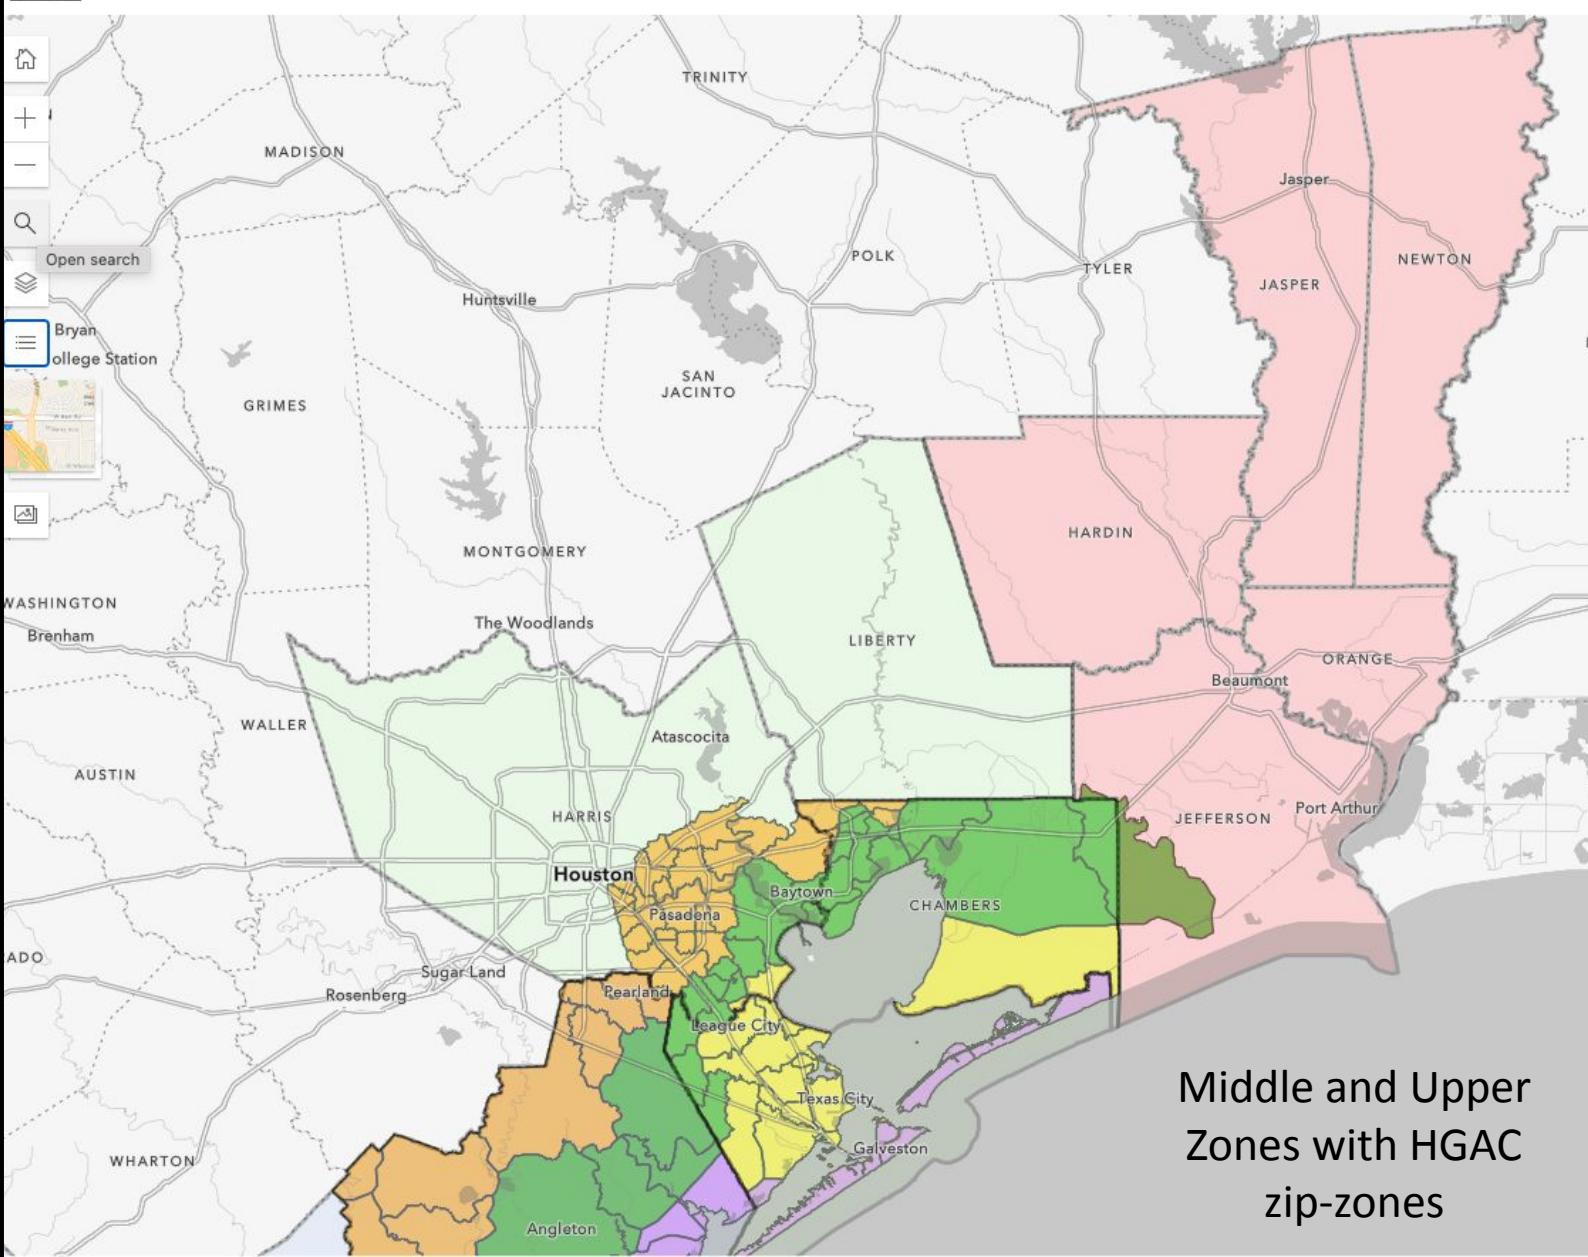 TRINITY
MADISON
Jasper
Open search
POLK
TYLER
NEWTON
JASPER
Huntsville
Bryan
ollege Station
SAN
JACINTO
GRIMES
HARDIN
MONTGOMERY
WASHINGTON
The Woodlands
Brenham
LIBERTY
ORANGE
Beaumont
WALLER
Atascocita
AUSTIN
HARRIS
Port Arthur
JEFFERSON
Houston
Baytown
CHAMBERS
Pasadena
ADO
Sugar Land
Rosenberg
Pearland
League City
Texas City
Galveston
WHARTON
Angleton
Middle and Upper
Zones with HGAC
zip-zones